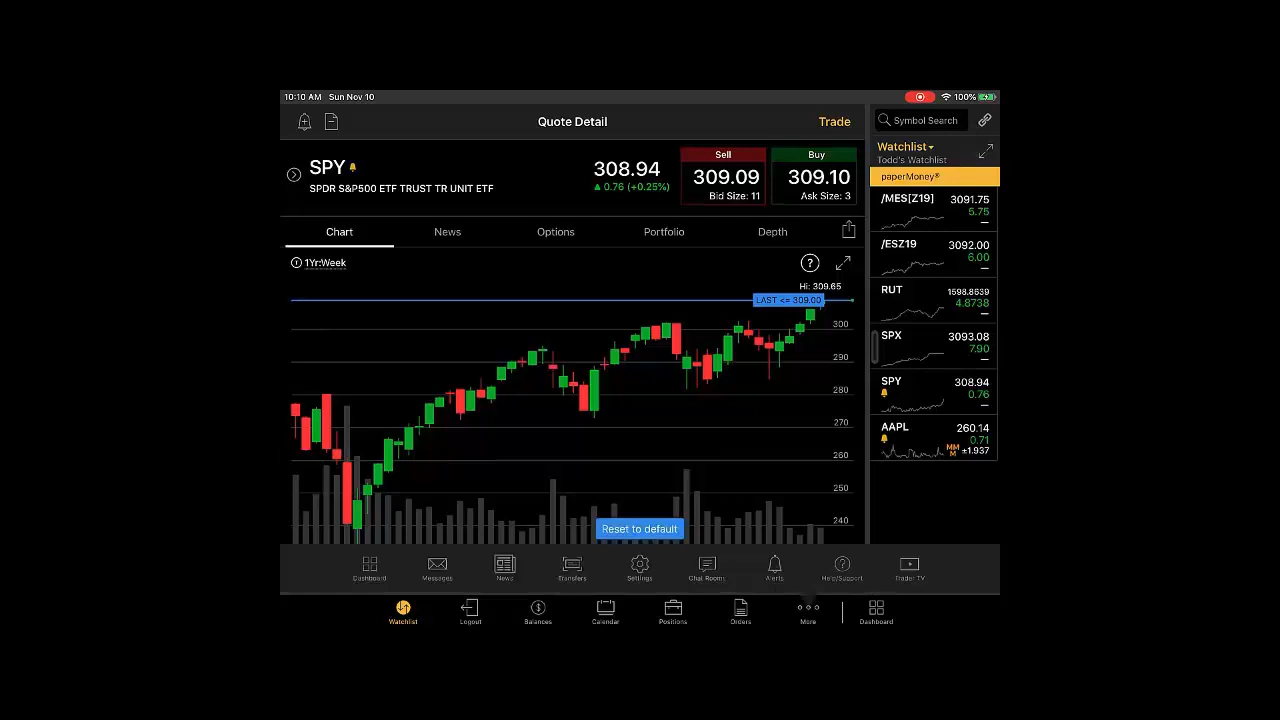 10:10 AM Sun Nov 10
100%
Quote Detail
Trade
Symbol Search
Watchlist
Todd's Watchlist
paperMoney®
SPY
308.94
0.76 (+0.25%)
SPDR S&P500 ETF TRUST TR UNIT ETF
Sell
309.09
Bid Size: 11
Buy
309.10
Ask Size: 3
Chart
News
Options
Portfolio
Depth
1Yr:Week
?
Hi: 309.65
LAST <= 309.00
300
290
280
270
260
250
240
Reset to default
/MES[Z19]
3091.75
5.75
/ESZ19
3092.00
6.00
RUT
1598.8639
4.8738
SPX
3093.08
7.90
SPY
308.94
0.76
AAPL
260.14
0.71
MMM ±1.937
Dashboard
Messages
News
Transfers
Settings
Chat Rooms
Alerts
Help/Support
Trader TV
Watchlist
Logout
Balances
Calendar
Positions
Orders
More
Dashboard